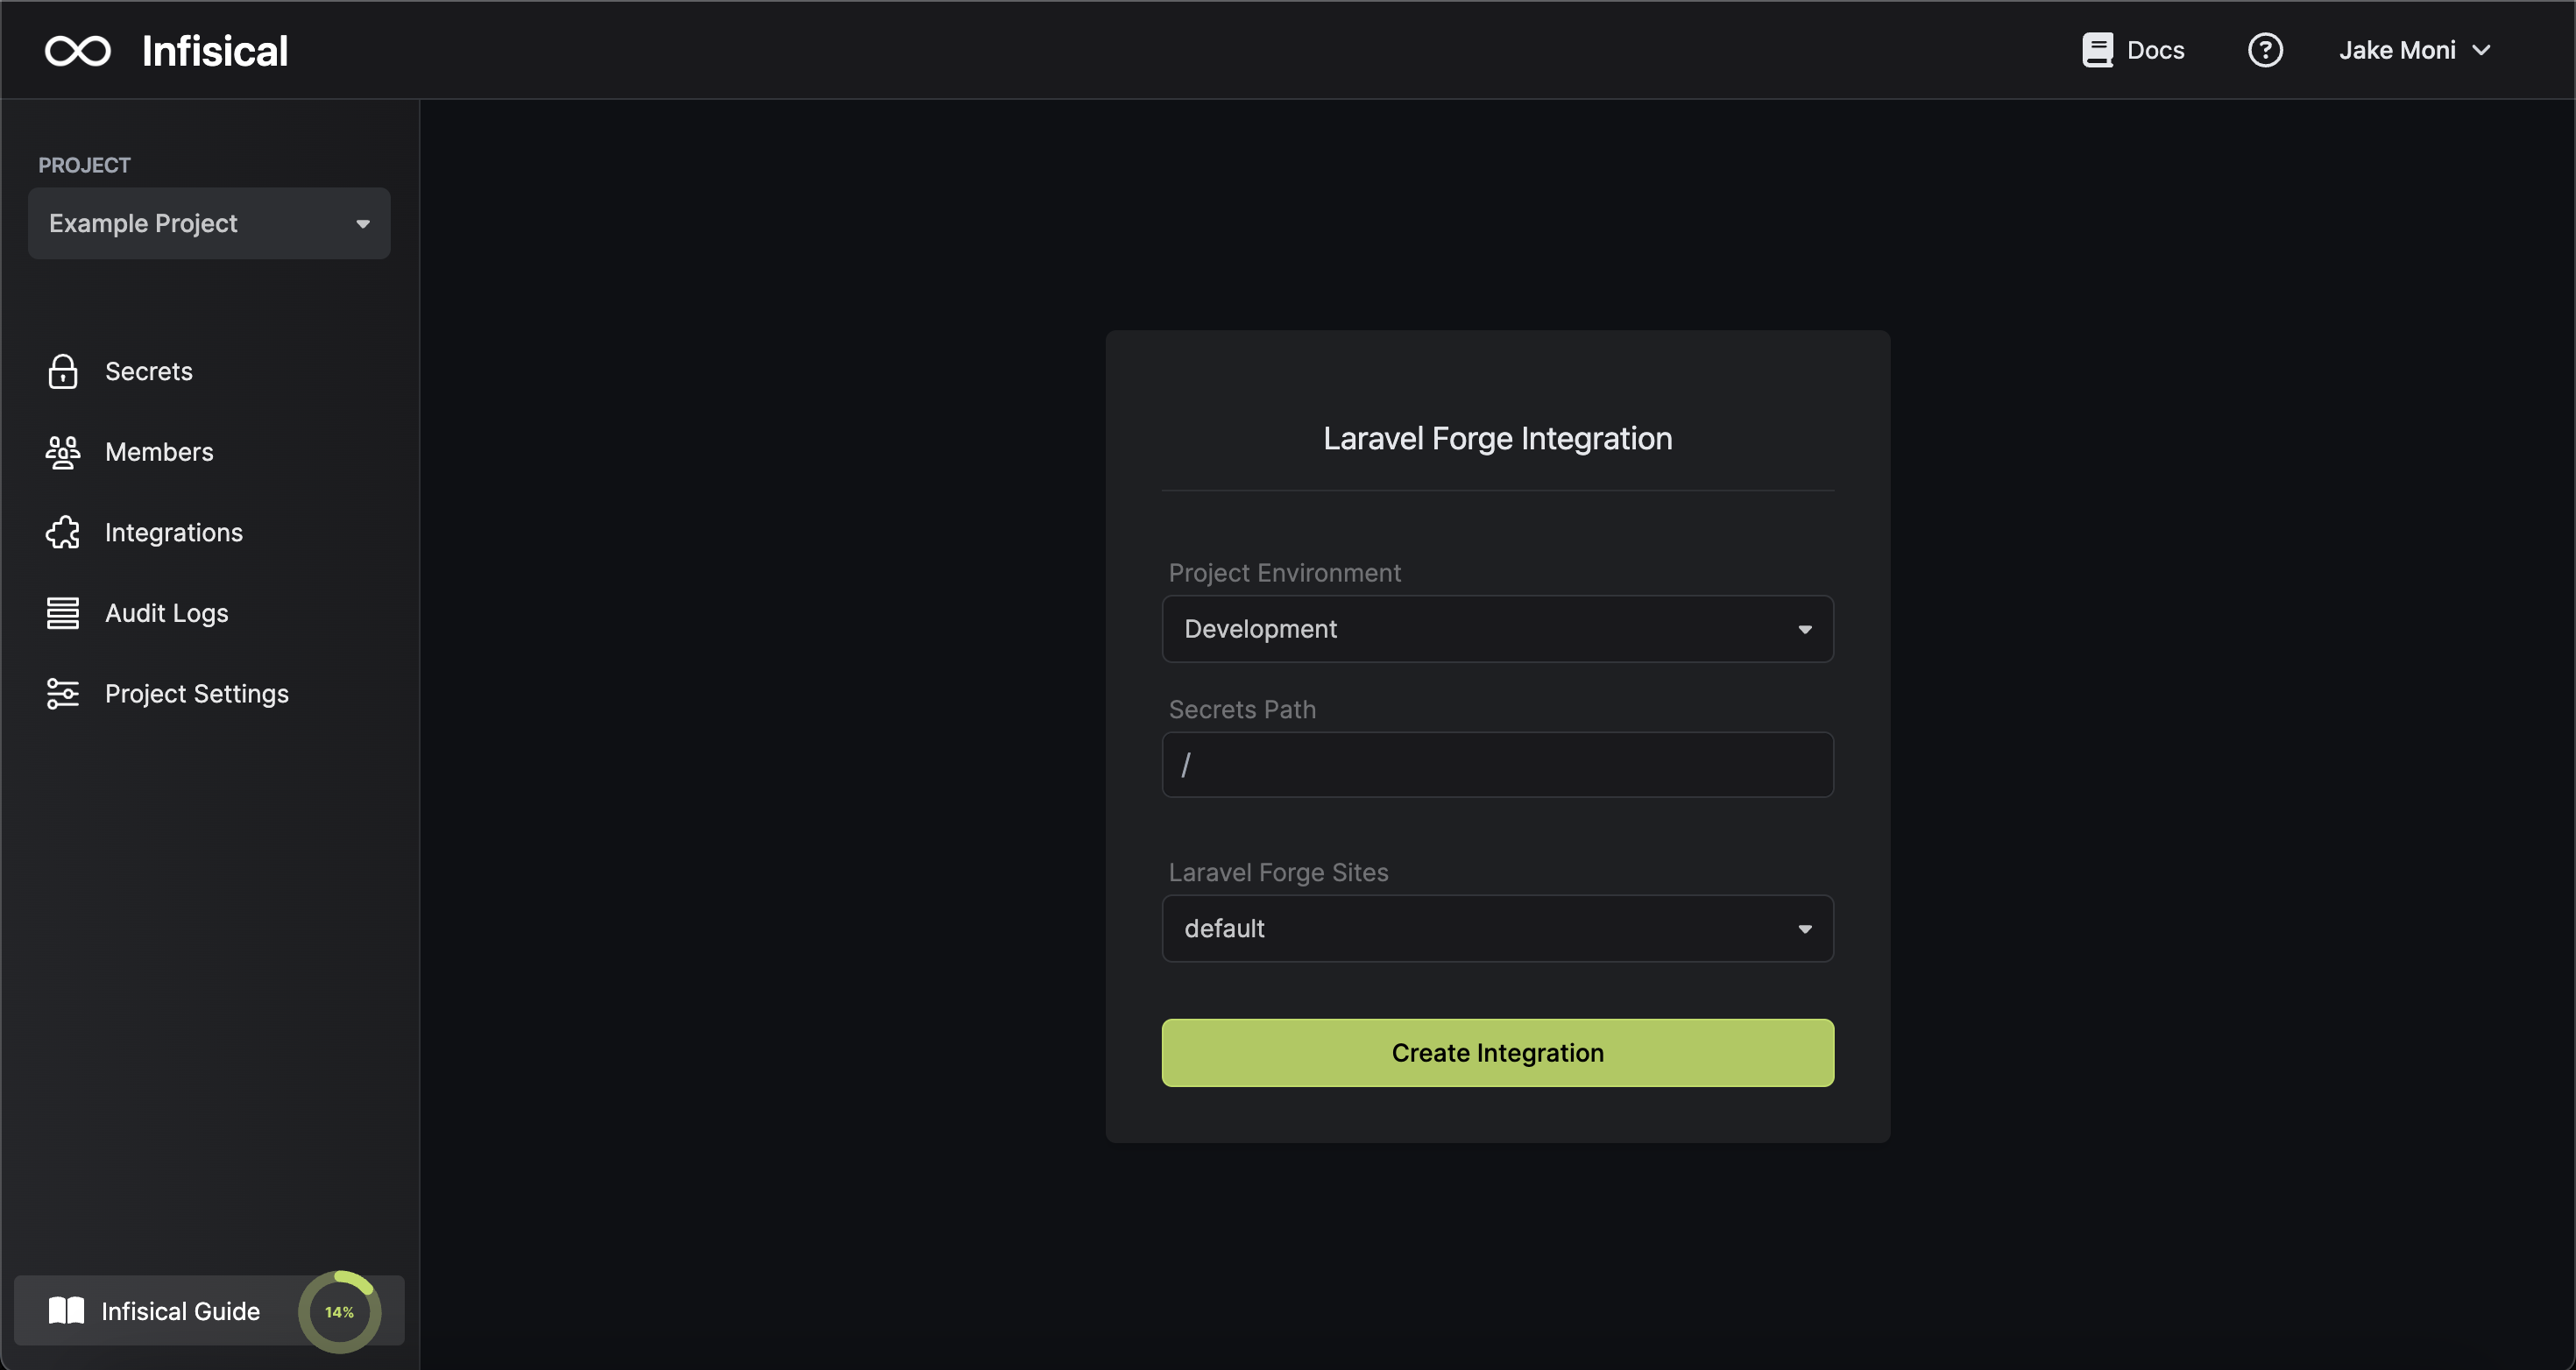 Infisical
Docs
Jake Moni
PROJECT
Example Project
Secrets
Members
Integrations
Audit Logs
Project Settings
Infisical Guide
14%
Laravel Forge Integration
Project Environment
Development
Secrets Path
/
Laravel Forge Sites
default
Create Integration